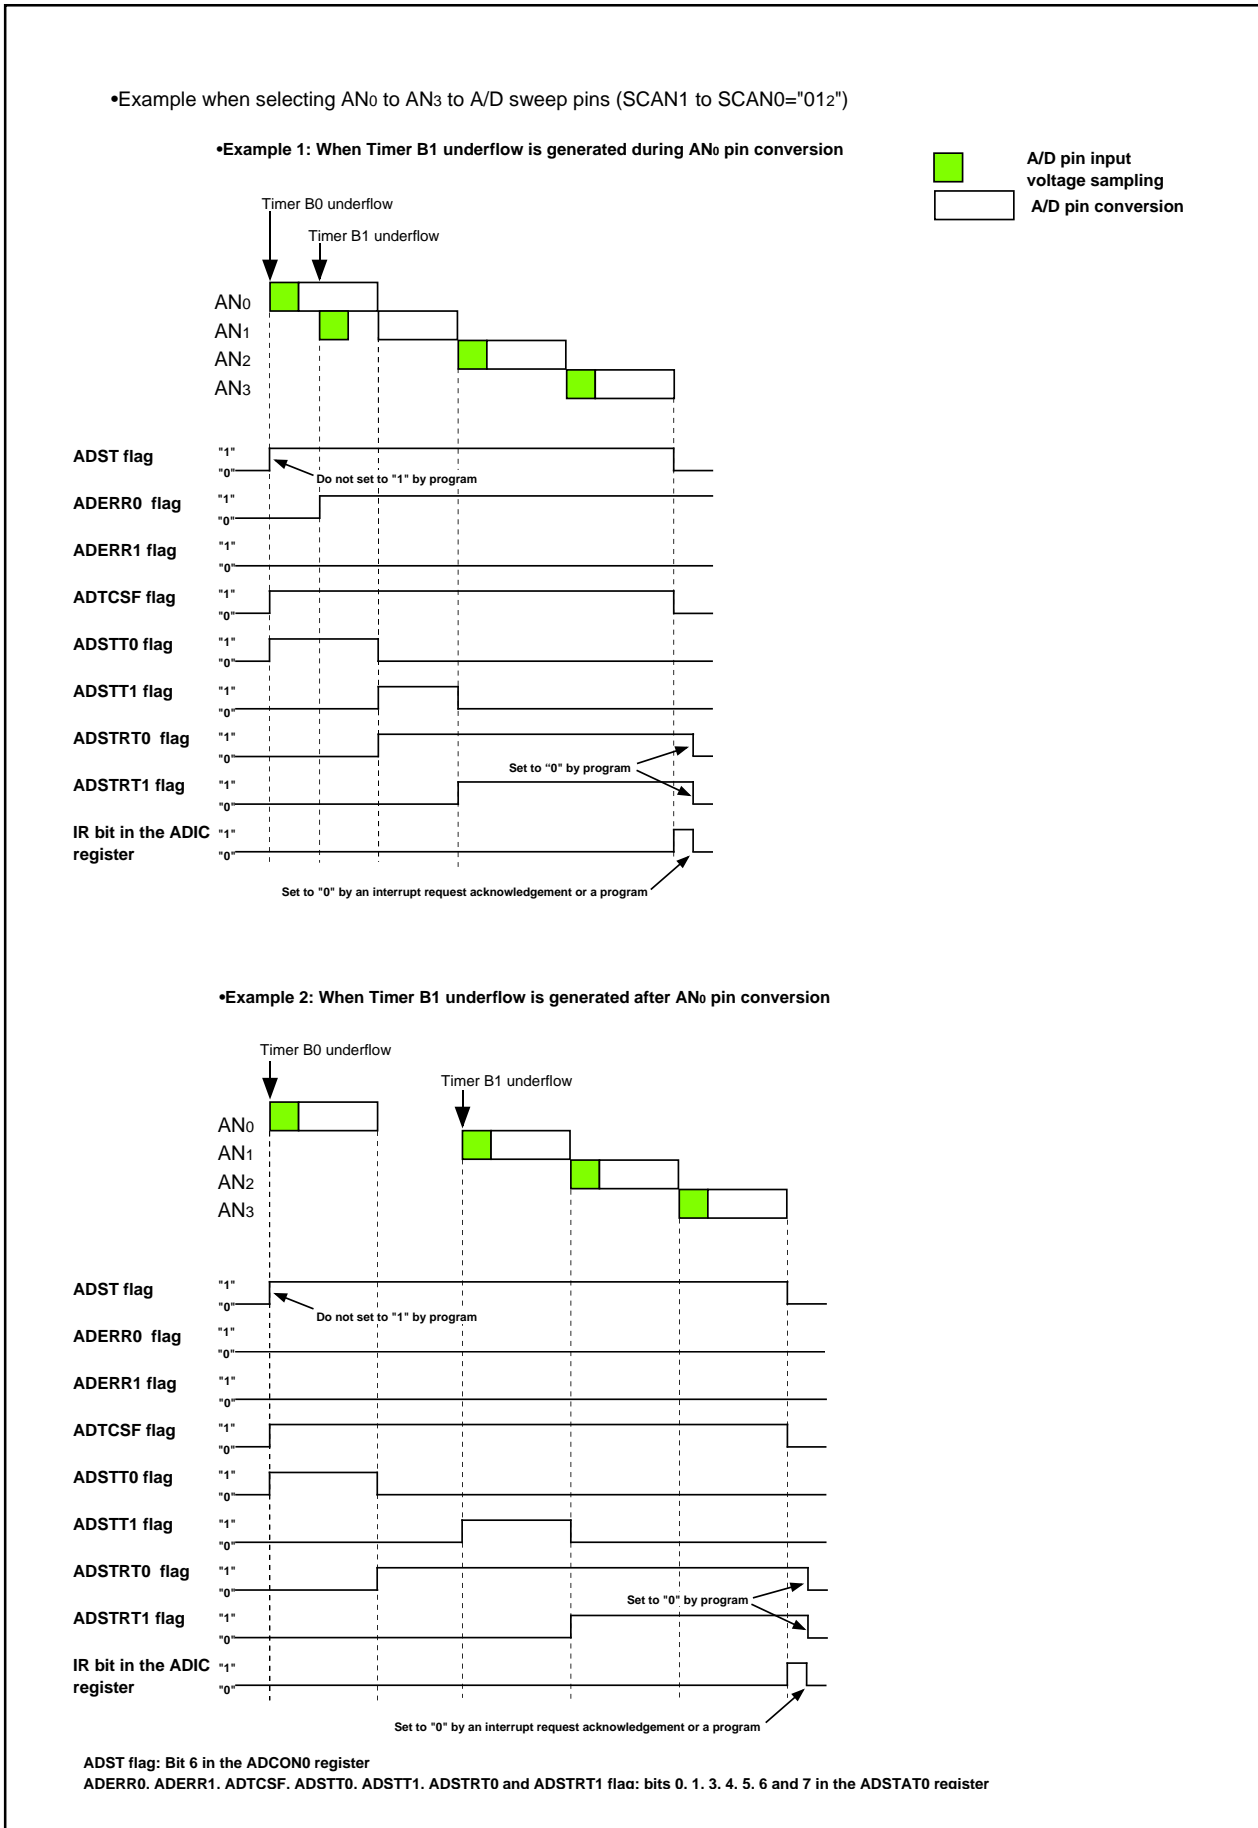 •Example when selecting AN0 to AN3 to A/D sweep pins (SCAN1 to SCAN0="012")
•Example 1: When Timer B1 underflow is generated during AN0 pin conversion
A/D pin input
voltage sampling
A/D pin conversion
Timer B0 underflow
Timer B1 underflow
AN0
AN1
AN2
AN3
ADST flag "1"
"0"
Do not set to "1" by program
ADERR0 flag "1"
"0"
ADERR1 flag "1"
"0"
ADTCSF flag "1"
"0"
ADSTT0 flag "1"
"0"
ADSTT1 flag "1"
"0"
ADSTRT0 flag "1"
"0"
Set to “0” by program
ADSTRT1 flag "1"
"0"
IR bit in the ADIC "1"
register "0"
Set to "0" by an interrupt request acknowledgement or a program
•Example 2: When Timer B1 underflow is generated after AN0 pin conversion
Timer B0 underflow
Timer B1 underflow
AN0
AN1
AN2
AN3
ADST flag "1"
"0"
Do not set to "1" by program
ADERR0 flag "1"
"0"
ADERR1 flag "1"
"0"
ADTCSF flag "1"
"0"
ADSTT0 flag "1"
"0"
ADSTT1 flag "1"
"0"
ADSTRT0 flag "1"
"0"
Set to "0" by program
ADSTRT1 flag "1"
"0"
IR bit in the ADIC "1"
register "0"
Set to "0" by an interrupt request acknowledgement or a program
ADST flag: Bit 6 in the ADCON0 register
ADERR0, ADERR1, ADTCSF, ADSTT0, ADSTT1, ADSTRT0 and ADSTRT1 flag: bits 0, 1, 3, 4, 5, 6 and 7 in the ADSTAT0 register